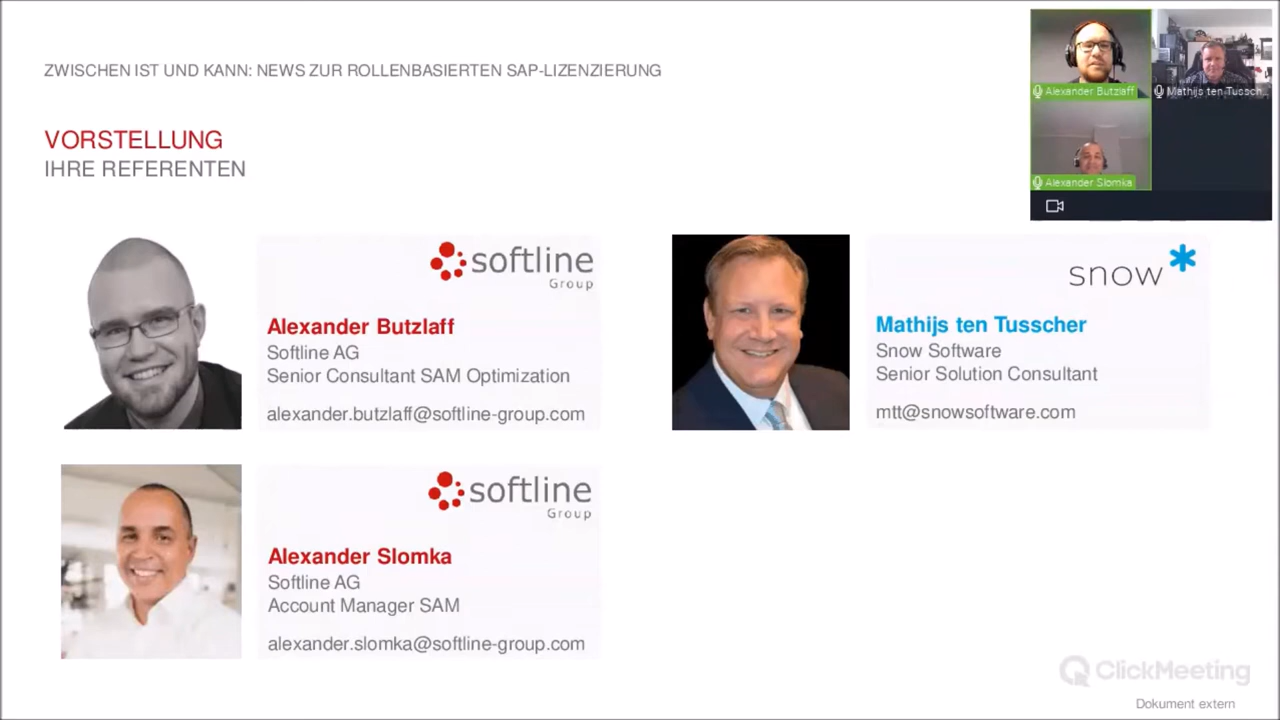 ZWISCHEN IST UND KANN: NEWS ZUR ROLLENBASIERTEN SAP-LIZENZIERUNG
VORSTELLUNG
IHRE REFERENTEN
Alexander Butzlaff
Mathijs ten Tussch...
Alexander Slomka
softline
Group
Alexander Butzlaff
Softline AG
Senior Consultant SAM Optimization
alexander.butzlaff@softline-group.com
snow
Mathijs ten Tusscher
Snow Software
Senior Solution Consultant
mtt@snowsoftware.com
softline
Group
Alexander Slomka
Softline AG
Account Manager SAM
alexander.slomka@softline-group.com
ClickMeeting
Dokument extern